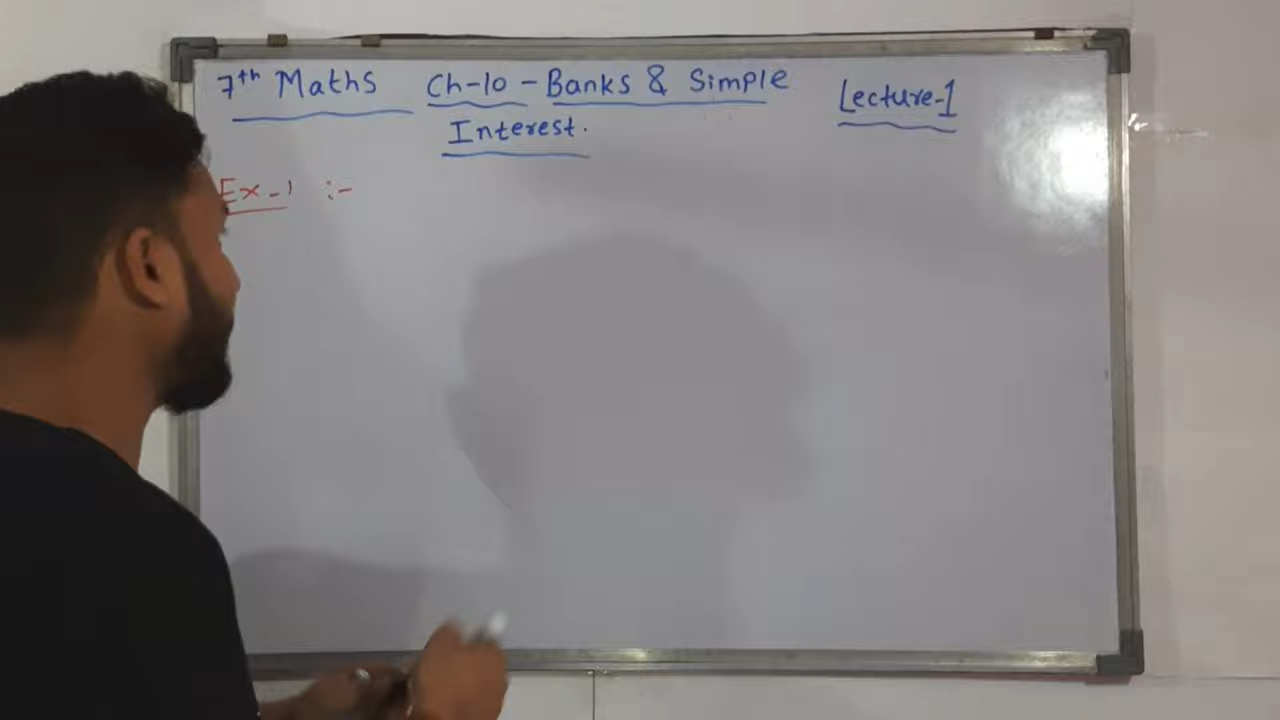 7th Maths Ch-10 - Banks & Simple Interest. Lecture-1
Ex-1 :-